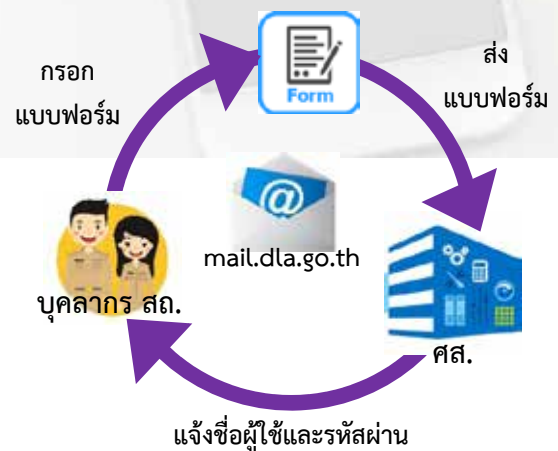 กรอก
แบบฟอร์ม
Form
ส่ง
แบบฟอร์ม
@
mail.dla.go.th
บุคลากร สถ.
ศส.
แจ้งชื่อผู้ใช้และรหัสผ่าน